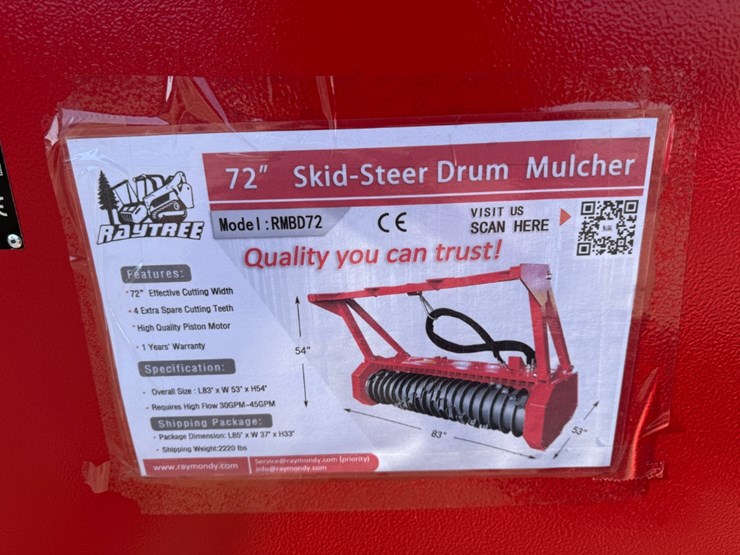 72" Skid-Steer Drum Mulcher
RAYTREE
Model:RMBD72
CE
VISIT US
SCAN HERE
Quality you can trust!
Features:
· 72" Effective Cutting Width
· 4 Extra Spare Cutting Teeth
· High Quality Piston Motor
· 1 Years' Warranty
Specification:
· Overall Size : L83" x W 53" x H54"
· Requires High Flow 30GPM-45GPM
Shipping Package:
· Package Dimension: L85" x W 37" x H33"
· Shipping Weight:2220 lbs
54"
83"
53"
www.raymondy.com
Service@raymondy.com (priority)
info@raymondy.com